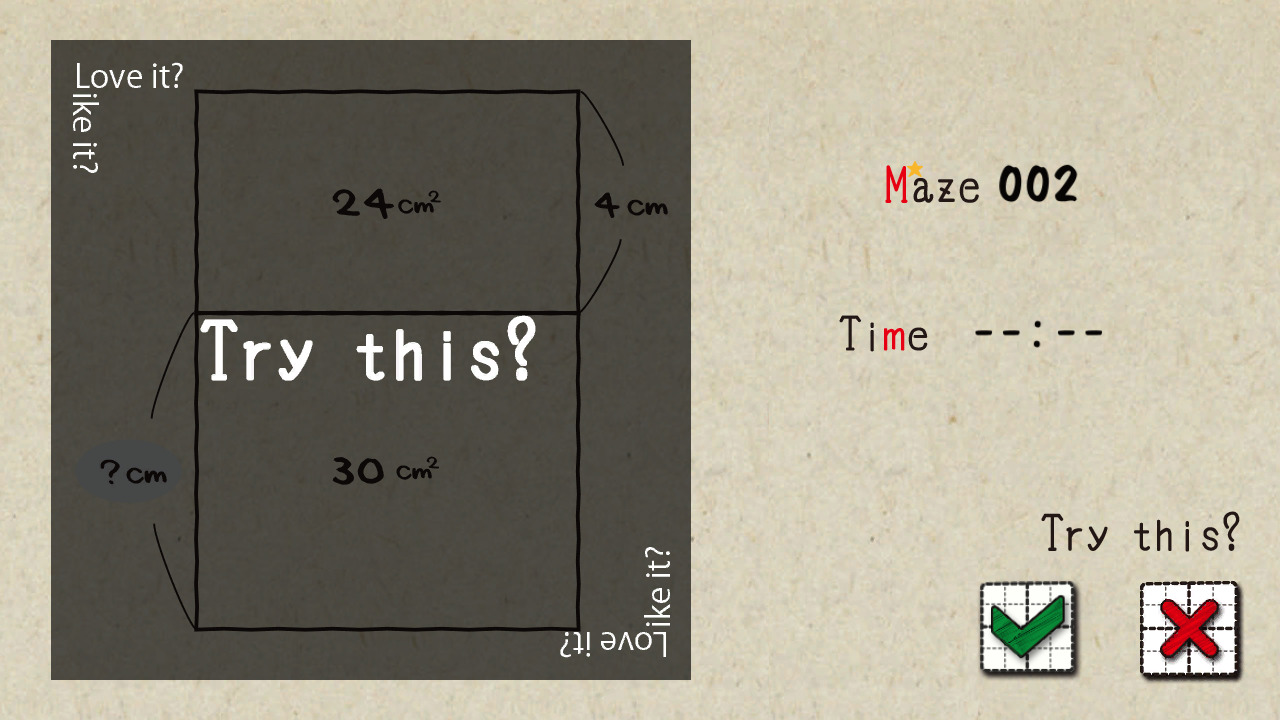 Love it?
Like it?
24 cm²
4 cm
Try this?
? cm
30 cm²
Like it?
Love it?
Maze 002
Time --:--
Try this?